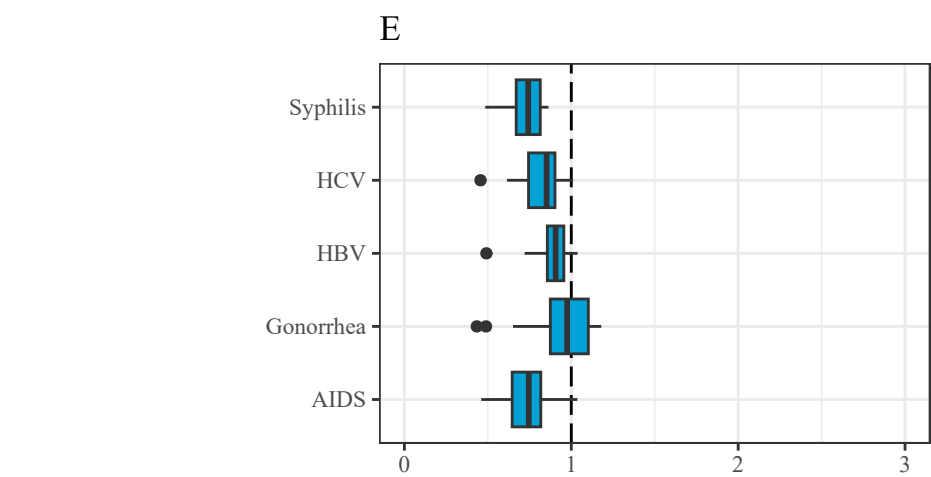 E
Syphilis
HCV
HBV
Gonorrhea
AIDS
0 1 2 3